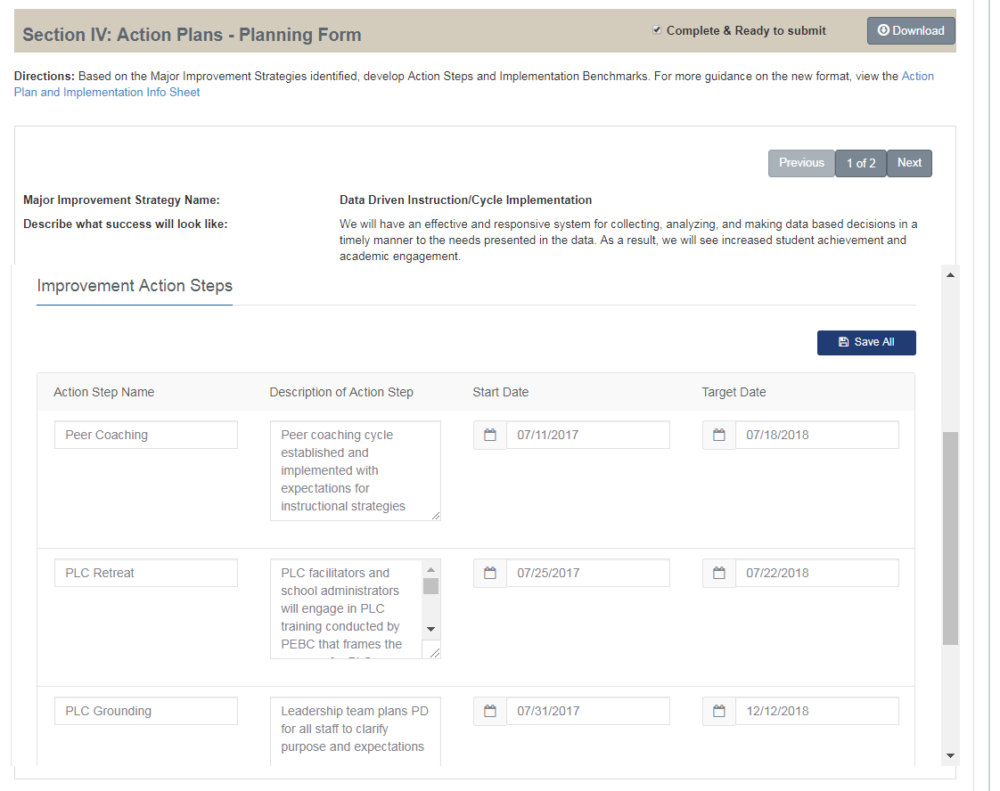 Section IV: Action Plans - Planning Form
Complete & Ready to submit
Download
Directions: Based on the Major Improvement Strategies identified, develop Action Steps and Implementation Benchmarks. For more guidance on the new format, view the Action
Plan and Implementation Info Sheet
Previous
1 of 2
Next
Major Improvement Strategy Name:
Data Driven Instruction/Cycle Implementation
Describe what success will look like:
We will have an effective and responsive system for collecting, analyzing, and making data based decisions in a
timely manner to the needs presented in the data. As a result, we will see increased student achievement and
academic engagement.
Improvement Action Steps
Save All
Action Step Name
Description of Action Step
Start Date
Target Date
Peer Coaching
Peer coaching cycle
established and
implemented with
expectations for
instructional strategies
07/11/2017
07/18/2018
PLC Retreat
PLC facilitators and
school administrators
will engage in PLC
training conducted by
PEBC that frames the
07/25/2017
07/22/2018
PLC Grounding
Leadership team plans PD
for all staff to clarify
purpose and expectations
07/31/2017
12/12/2018